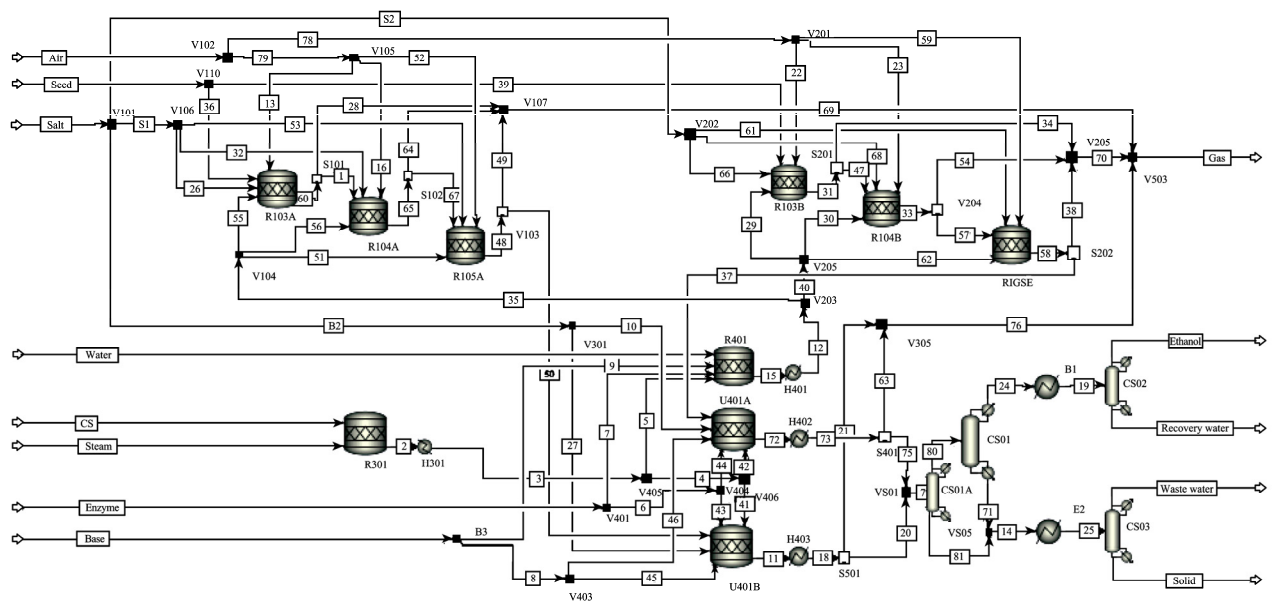 S2
V102
78
V201
59
Air
79
V105
52
22
23
Seed
V110
39
36
13
28
V107
69
34
Salt
V101
S1
V106
53
V202
61
V205
70
Gas
32
16
64
49
S201
54
V503
S101
1
S102
66
47
68
26
60
67
31
R103A
65
R103B
33
V204
38
55
56
R104A
29
30
R104B
57
48
V103
58
S202
V104
51
R105A
V205
62
RIGSE
37
35
40
V203
B2
10
V301
V305
76
Water
R401
12
9
15
H401
50
63
Ethanol
B1
24
19
CS02
CS
5
U401A
Steam
R301
2
H301
27
7
72
H402
73
21
S401
75
80
CS01
Recovery water
3
V405
4
44
42
V404
V406
VS01
7
CS01A
Waste water
Enzyme
V401
6
46
43
41
20
VS05
71
14
E2
25
CS03
Base
B3
H403
81
8
V403
45
U401B
11
18
S501
Solid